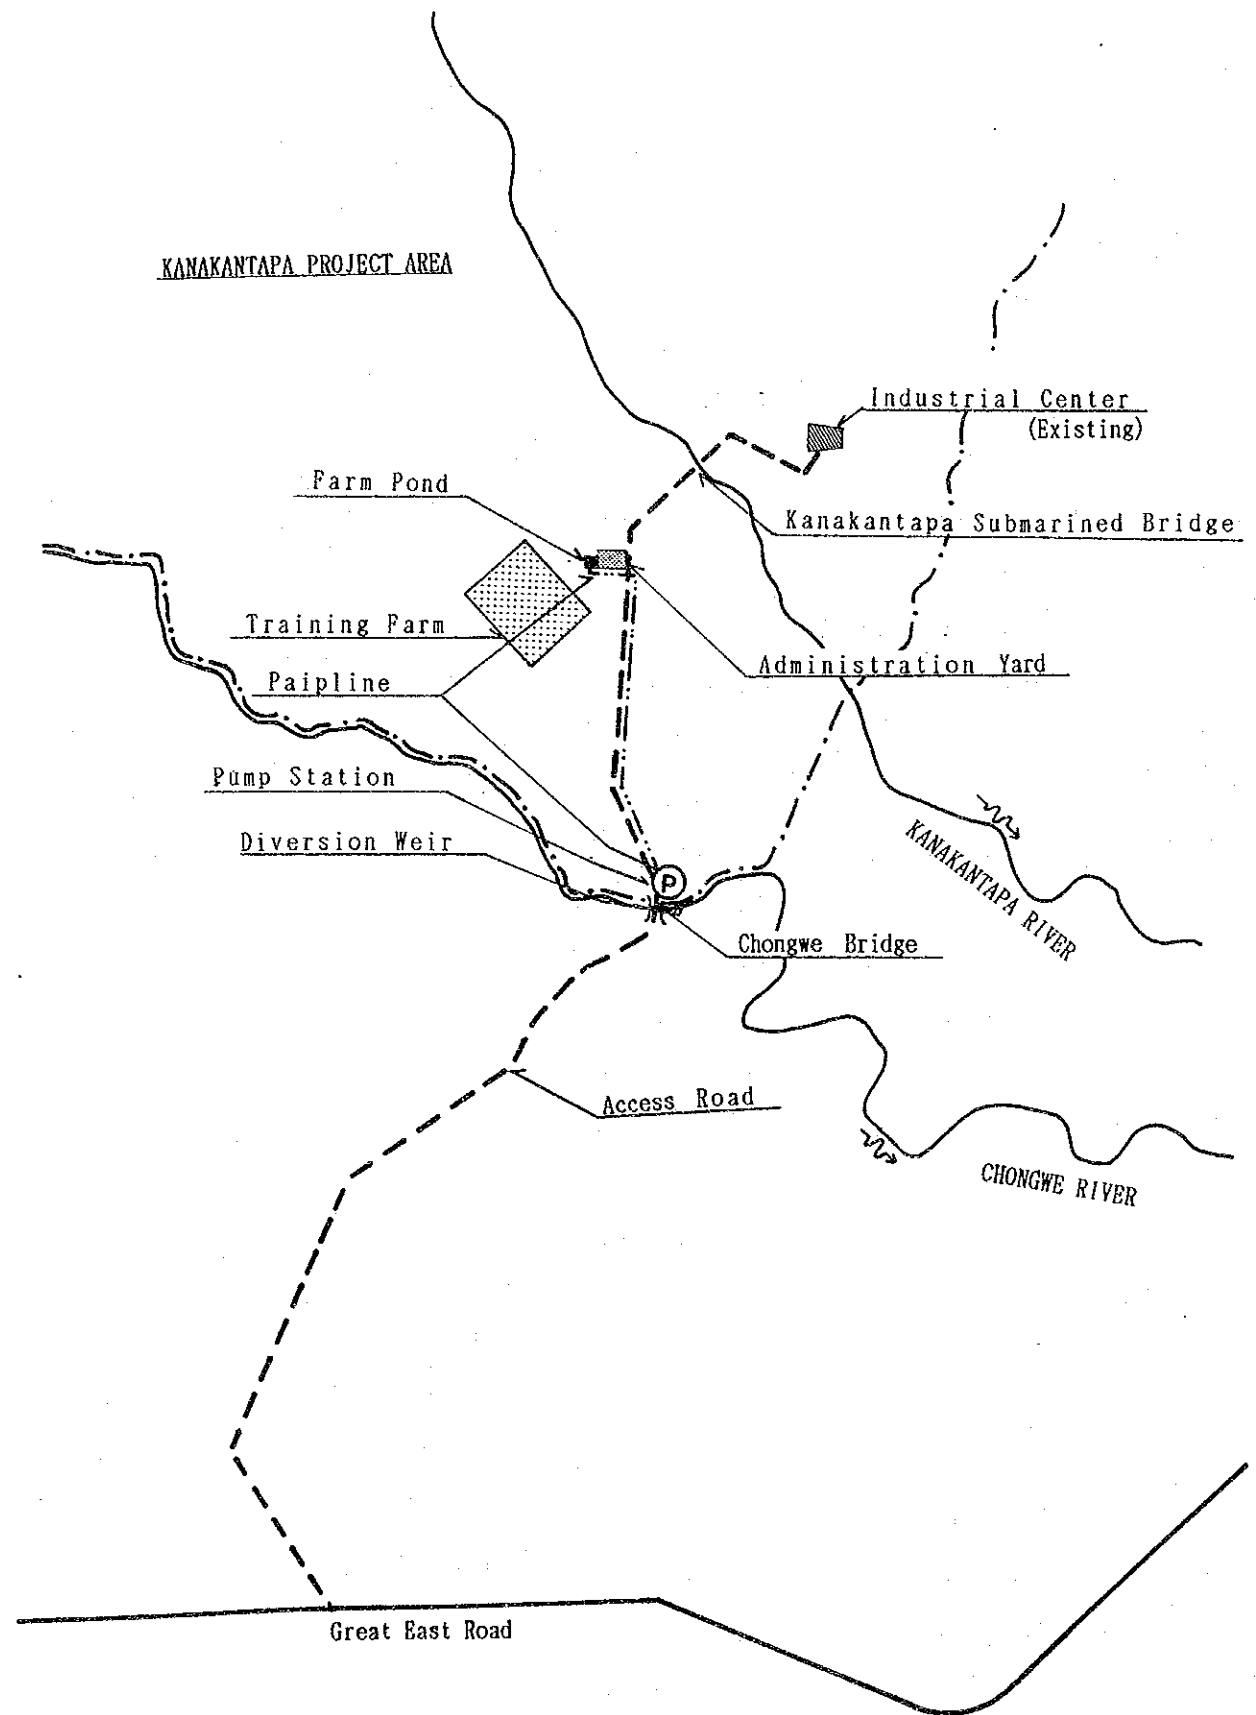 KANAKANTAPA PROJECT AREA
Industrial Center
(Existing)
Farm Pond
Kanakantapa Submarined Bridge
Training Farm
Administration Yard
Paipline
Pump Station
Diversion Weir
P
KANAKANTAPA RIVER
Chongwe Bridge
Access Road
CHONGWE RIVER
Great East Road